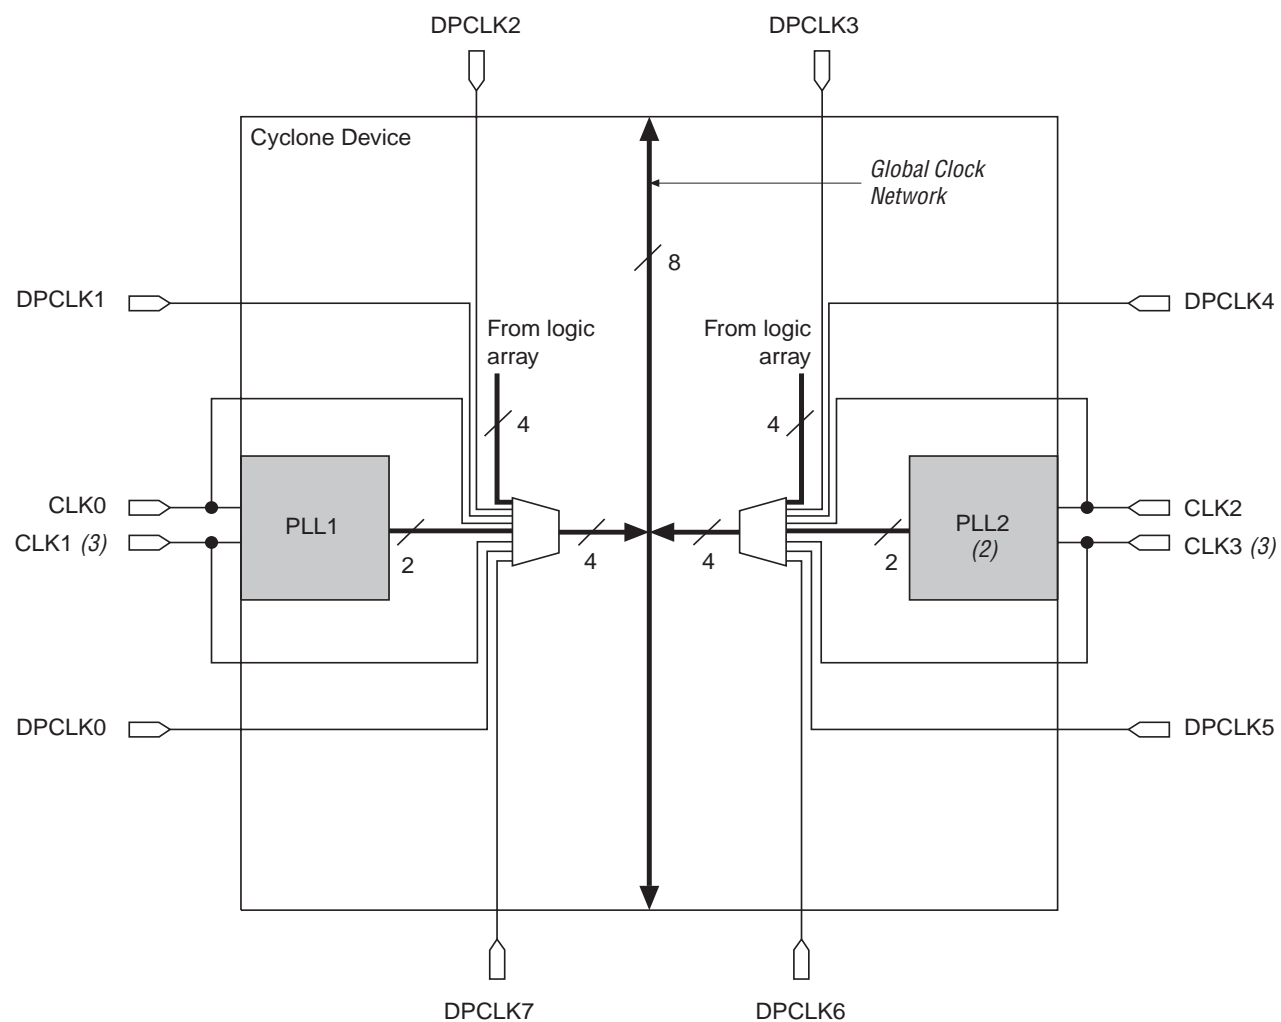 DPCLK2
DPCLK3
Cyclone Device
Global Clock
Network
8
DPCLK1
DPCLK4
From logic
array
From logic
array
4
4
CLK0
PLL1
PLL2
(2)
CLK2
CLK1 (3)
CLK3 (3)
2
4
4
2
DPCLK0
DPCLK5
DPCLK7
DPCLK6